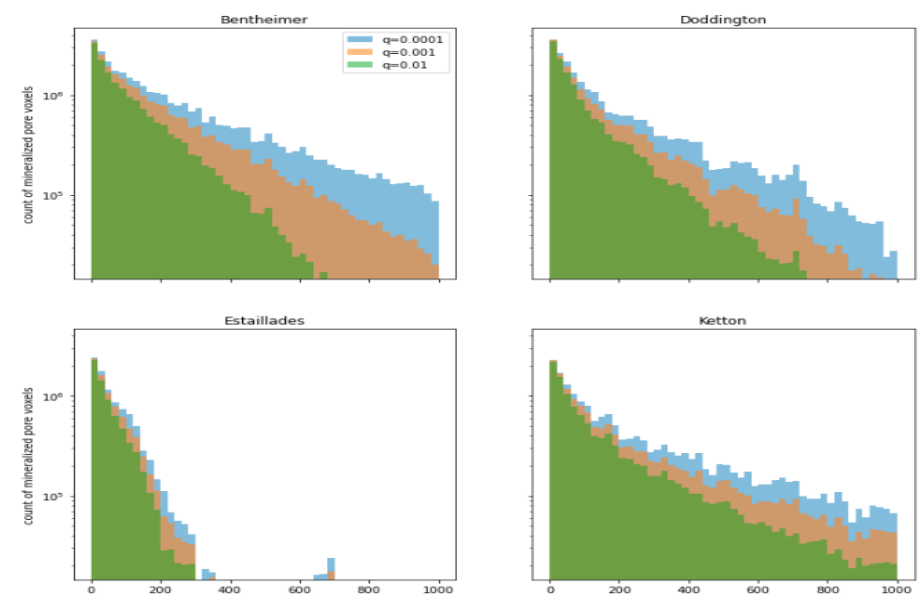 Bentheimer
Doddington
q=0.0001
q=0.001
q=0.01
count of mineralized pore voxels
10⁶
10⁵
Estaillades
Ketton
count of mineralized pore voxels
10⁶
10⁵
0 200 400 600 800 1000
0 200 400 600 800 1000